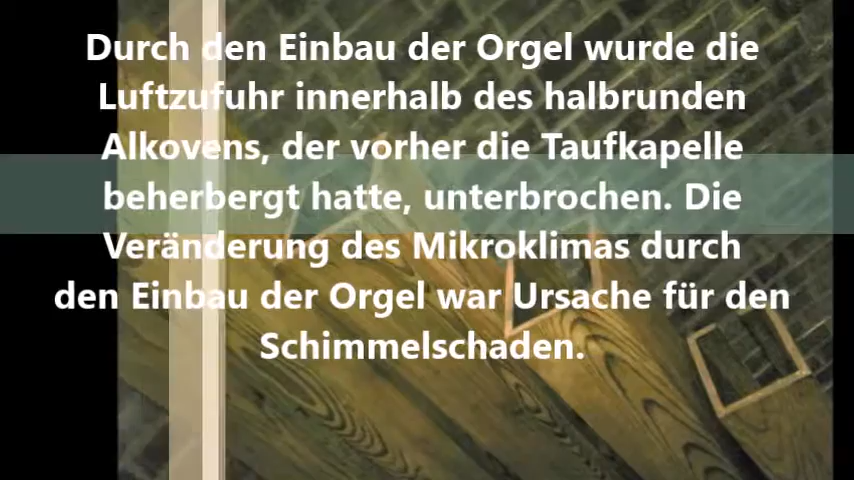 Durch den Einbau der Orgel wurde die
Luftzufuhr innerhalb des halbrunden
Alkovens, der vorher die Taufkapelle
beherbergt hatte, unterbrochen. Die
Veränderung des Mikroklimas durch
den Einbau der Orgel war Ursache für den
Schimmelschaden.